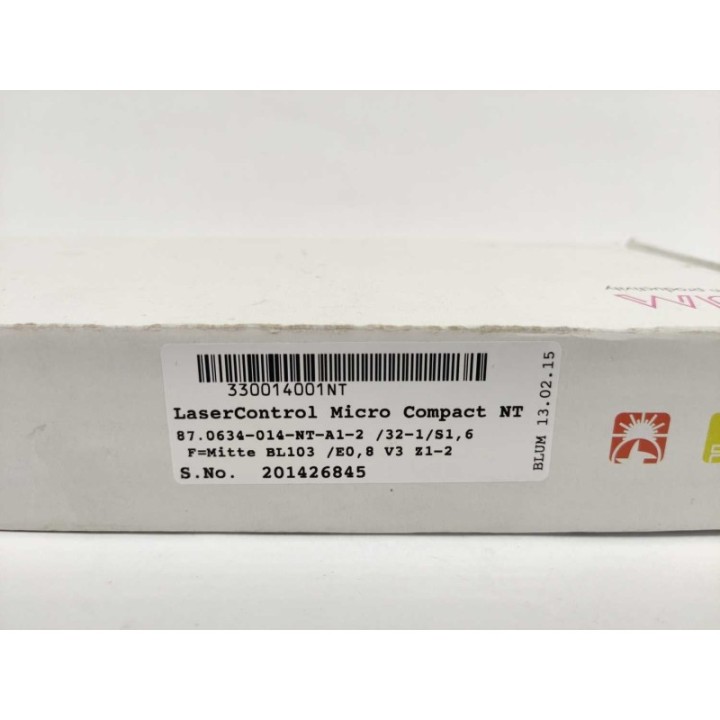 productivity
330014001NT
LaserControl Micro Compact NT
87.0634-014-NT-A1-2 /32-1/S1,6
F=Mitte BL103 /E0,8 V3 Z1-2
S.No. 201426845
BLUM 13.02.15